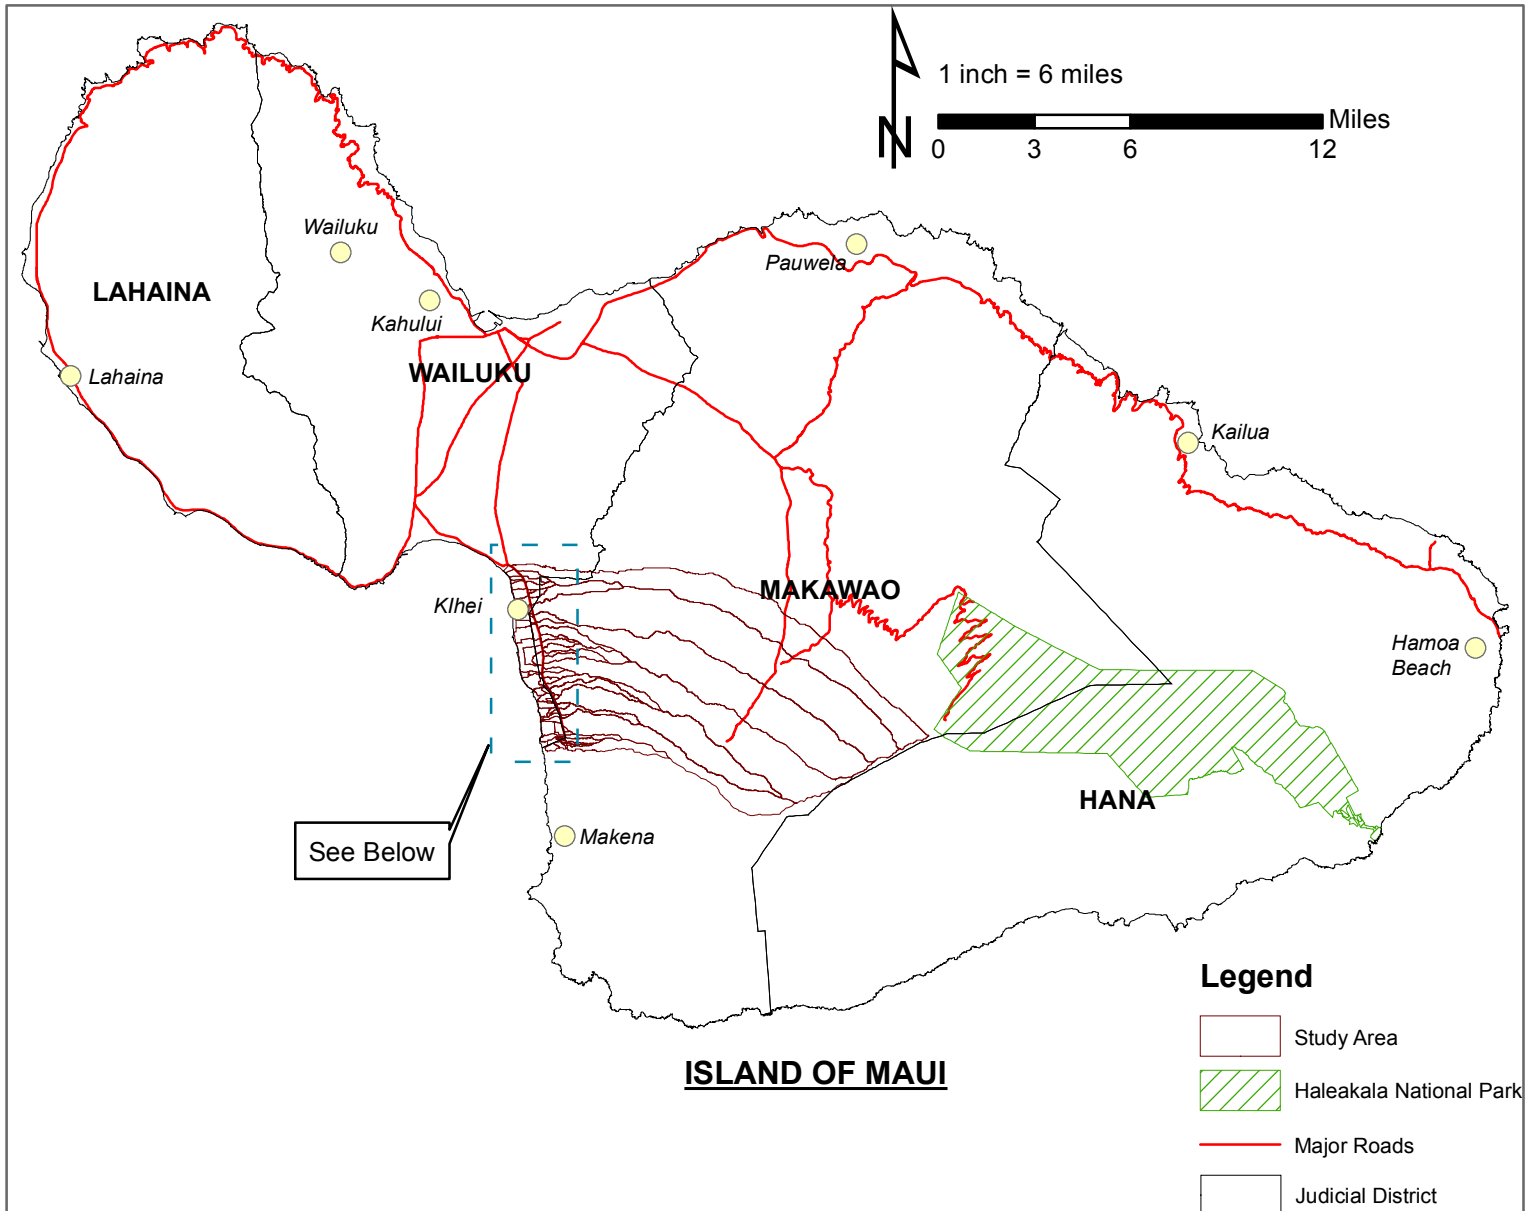 1 inch = 6 miles
N
Miles
0 3 6 12
Wailuku
Pauwela
LAHAINA
Kahului
WAILUKU
Lahaina
Kailua
MAKAWAO
KIhei
Hamoa
Beach
HANA
Makena
See Below
Legend
Study Area
ISLAND OF MAUI
Haleakala National Park
Major Roads
Judicial District